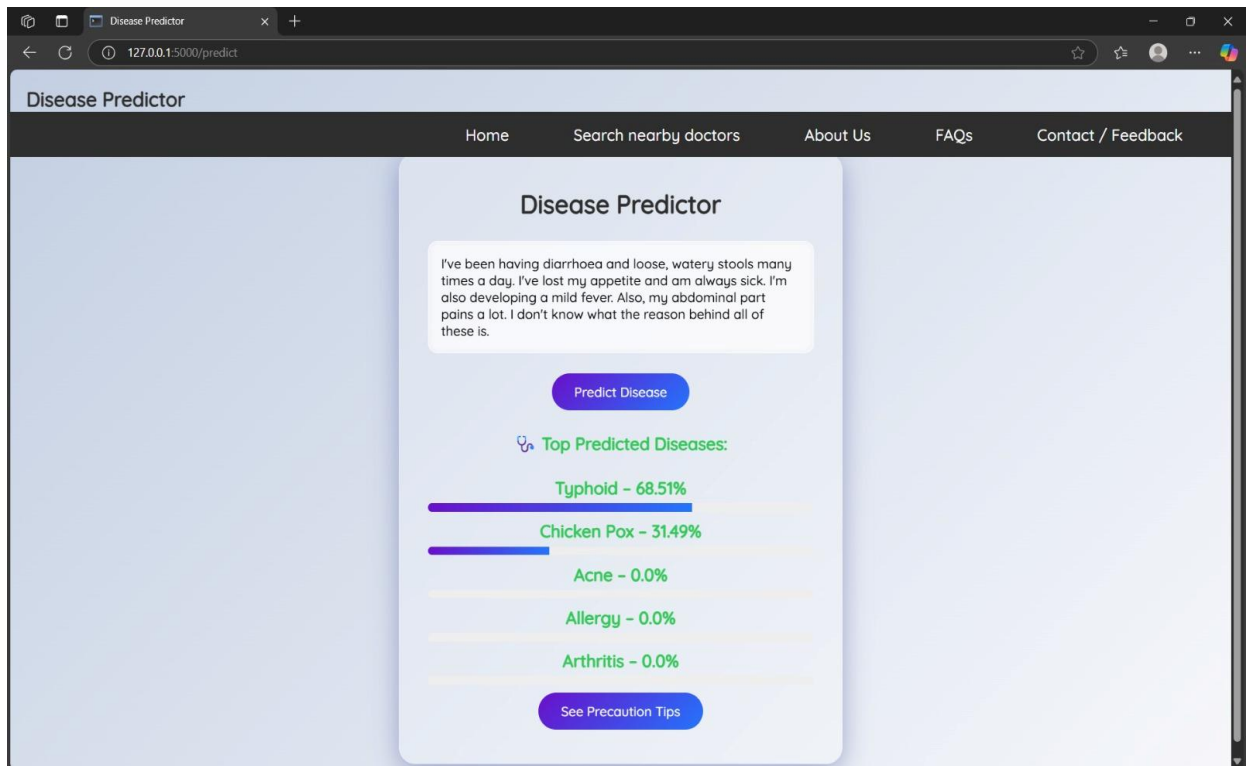 Disease Predictor
127.0.0.1:5000/predict
Disease Predictor
Home Search nearby doctors About Us FAQs Contact / Feedback
Disease Predictor
I've been having diarrhoea and loose, watery stools many
times a day. I've lost my appetite and am always sick. I'm
also developing a mild fever. Also, my abdominal part
pains a lot. I don't know what the reason behind all of
these is.
Predict Disease
Top Predicted Diseases:
Typhoid – 68.51%
Chicken Pox – 31.49%
Acne – 0.0%
Allergy – 0.0%
Arthritis – 0.0%
See Precaution Tips